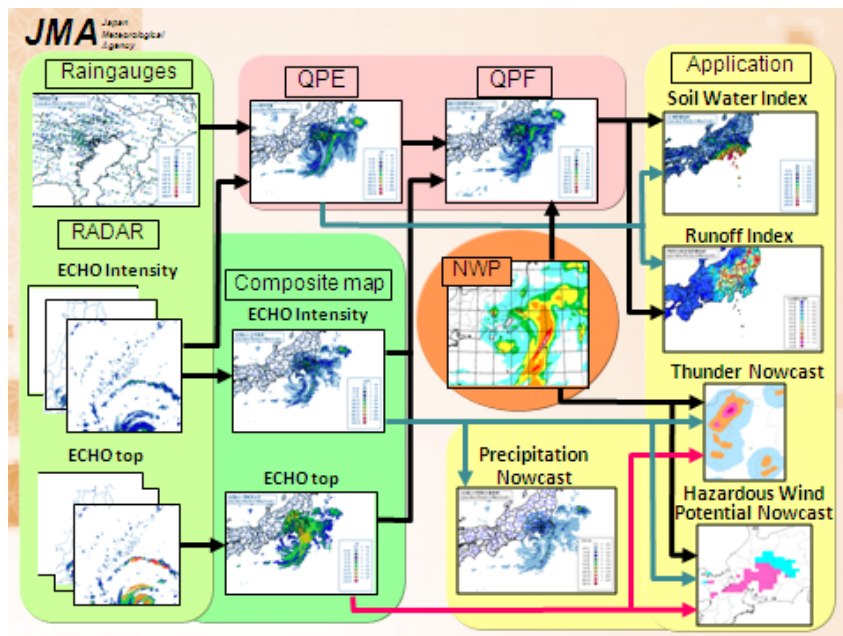 JMA Japan
Meteorological
Agency
Raingauges
QPE
QPF
Application
Soil Water Index
RADAR
Runoff Index
ECHO Intensity
Composite map
NWP
ECHO Intensity
Thunder Nowcast
ECHO top
Precipitation
Nowcast
ECHO top
Hazardous Wind
Potential Nowcast